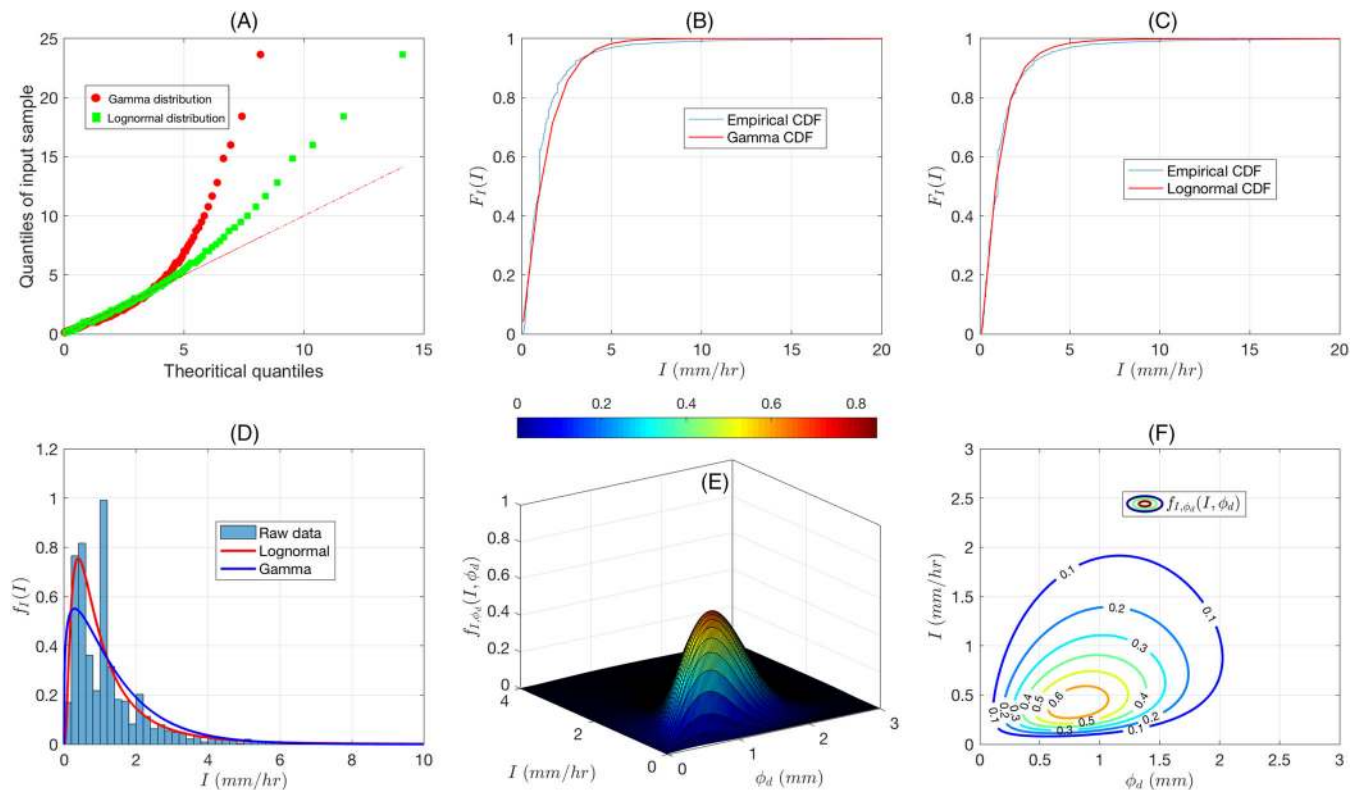 (A)
25
20
15
10
5
0
Quantiles of input sample
Gamma distribution
Lognormal distribution
0 5 10 15
Theoritical quantiles
(B)
1
0.8
0.6
0.4
0.2
0
F_I(I)
Empirical CDF
Gamma CDF
0 5 10 15 20
I (mm/hr)
(C)
1
0.8
0.6
0.4
0.2
0
F_I(I)
Empirical CDF
Lognormal CDF
0 5 10 15 20
I (mm/hr)
0 0.2 0.4 0.6 0.8
(D)
1.2
1
0.8
0.6
0.4
0.2
0
f_I(I)
Raw data
Lognormal
Gamma
0 2 4 6 8 10
I (mm/hr)
(E)
1
0.8
0.6
0.4
0.2
0
f_{I,ϕ_d}(I, ϕ_d)
4
2
0
I (mm/hr)
0
1
2
3
ϕ_d (mm)
(F)
3
2.5
2
1.5
1
0.5
0
I (mm/hr)
f_{I,ϕ_d}(I, ϕ_d)
0.1
0.1
0.2
0.3
0.4 0.5 0.6
0.3
0.2
0.1
0.4
0.5
0.2
0.3
0.1
0 0.5 1 1.5 2 2.5 3
ϕ_d (mm)